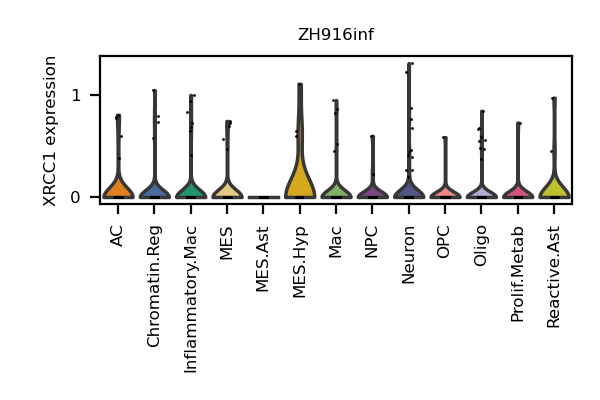 ZH916inf
XRCC1 expression
1
0
AC
Chromatin.Reg
Inflammatory.Mac
MES
MES.Ast
MES.Hyp
Mac
NPC
Neuron
OPC
Oligo
Prolif.Metab
Reactive.Ast